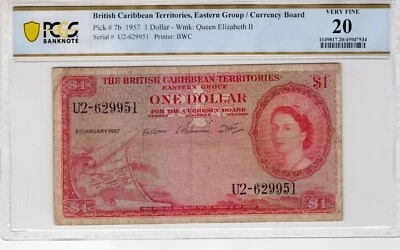 PCGS
BANKNOTE
British Caribbean Territories, Eastern Group / Currency Board
Pick # 7b 1957 1 Dollar - Wmk: Queen Elizabeth II
Serial # U2-629951 Printer: BWC
VERY FINE
20
THE BRITISH CARIBBEAN TERRITORIES
EASTERN GROUP
$1
U2-629951
ONE DOLLAR
FOR THE CURRENCY BOARD
2ND JANUARY 1957
U2-629951
$1
$1